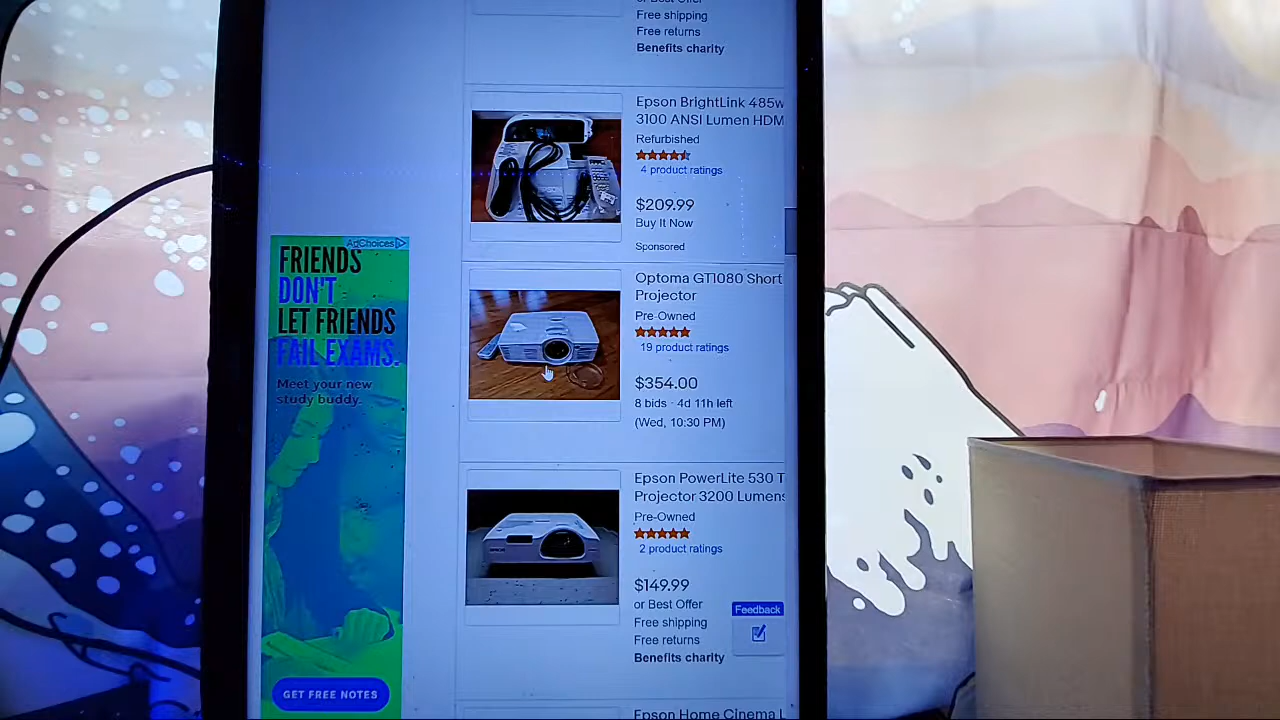 or Best Offer
Free shipping
Free returns
Benefits charity
Epson BrightLink 485w
3100 ANSI Lumen HDM
Refurbished
4 product ratings
$209.99
Buy It Now
Sponsored
AdChoices
FRIENDS
DON'T
LET FRIENDS
FAIL EXAMS.
Meet your new
study buddy.
GET FREE NOTES
Optoma GT1080 Short
Projector
Pre-Owned
19 product ratings
$354.00
8 bids · 4d 11h left
(Wed, 10:30 PM)
Epson PowerLite 530 T
Projector 3200 Lumens
Pre-Owned
2 product ratings
$149.99
or Best Offer
Free shipping
Free returns
Benefits charity
Feedback
Epson Home Cinema L